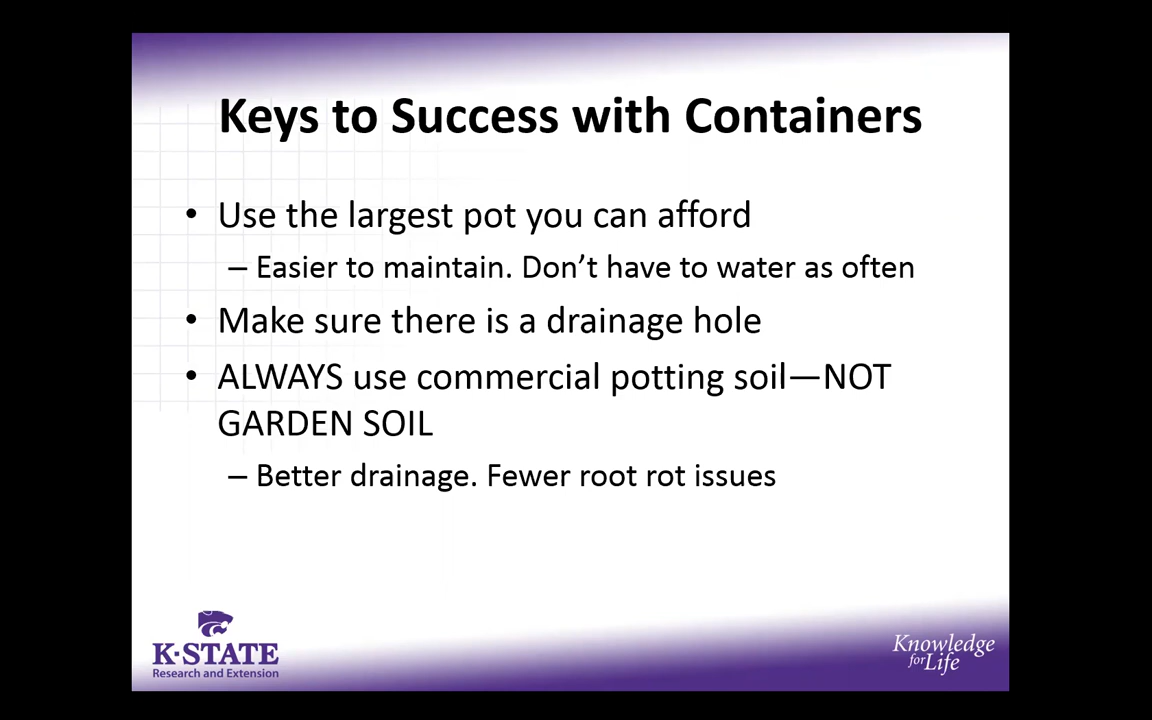 Keys to Success with Containers
• Use the largest pot you can afford
– Easier to maintain. Don’t have to water as often
• Make sure there is a drainage hole
• ALWAYS use commercial potting soil—NOT
GARDEN SOIL
– Better drainage. Fewer root rot issues
K-STATE
Research and Extension
Knowledge
for Life